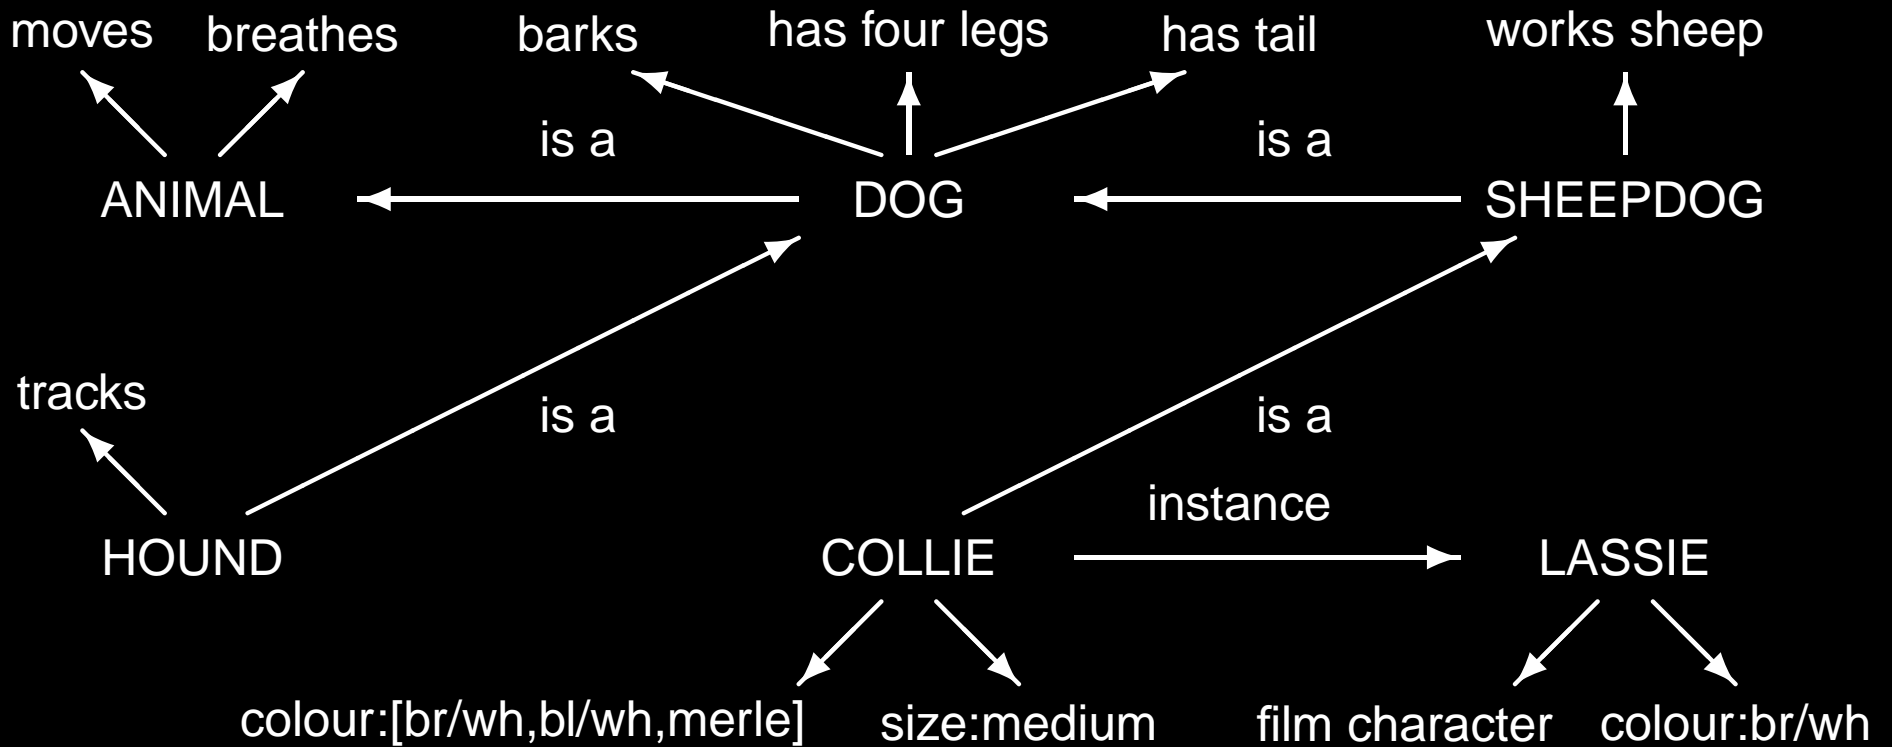 moves breathes barks has four legs has tail works sheep
is a is a
ANIMAL DOG SHEEPDOG
tracks
is a is a
instance
HOUND COLLIE LASSIE
colour:[br/wh,bl/wh,merle] size:medium film character colour:br/wh